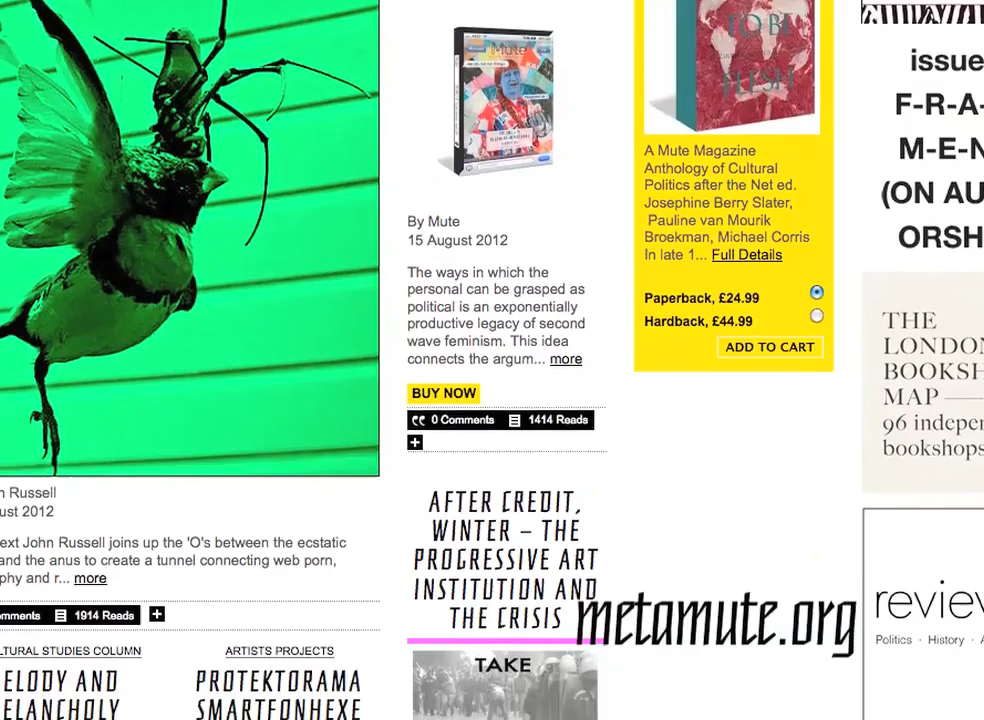 n Russell
ust 2012
ext John Russell joins up the 'O's between the ecstatic
and the anus to create a tunnel connecting web porn,
phy and r... more
omments 1914 Reads
LTURAL STUDIES COLUMN
ELODY AND
ELANCHOLY
ARTISTS PROJECTS
PROTEKTORAMA
SMARTFONHEXE
MUTE
By Mute
15 August 2012
The ways in which the
personal can be grasped as
political is an exponentially
productive legacy of second
wave feminism. This idea
connects the argum... more
BUY NOW
0 Comments 1414 Reads
AFTER CREDIT,
WINTER – THE
PROGRESSIVE ART
INSTITUTION AND
THE CRISIS
TAKE
metamute.org
TO BE
FLESH
A Mute Magazine
Anthology of Cultural
Politics after the Net ed.
Josephine Berry Slater,
Pauline van Mourik
Broekman, Michael Corris
In late 1... Full Details
Paperback, £24.99
Hardback, £44.99
ADD TO CART
issue
F-R-A-
M-E-N
(ON AU
ORSH
THE
LONDON
BOOKSH
MAP
96 indepen
bookshops
review
Politics · History · A